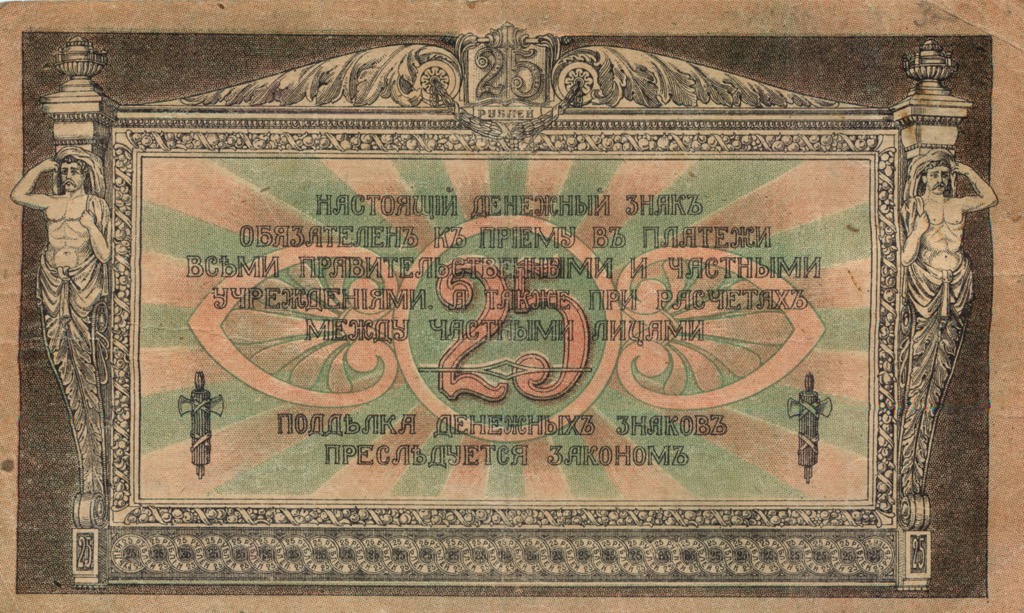 25
РУБЛЕЙ
НАСТОЯЩІЙ ДЕНЕЖНЫЙ ЗНАКЪ
ОБЯЗАТЕЛЕНЪ КЪ ПРІЕМУ ВЪ ПЛАТЕЖИ
ВСѢМИ ПРАВИТЕЛЬСТВЕННЫМИ И ЧАСТНЫМИ
УЧРЕЖДЕНІЯМИ. А ТАКЖЕ ПРИ РАСЧЕТАХЪ
МЕЖДУ ЧАСТНЫМИ ЛИЦАМИ
25
ПОДДѢЛКА ДЕНЕЖНЫХЪ ЗНАКОВЪ
ПРЕСЛѢДУЕТСЯ ЗАКОНОМЪ
25 25